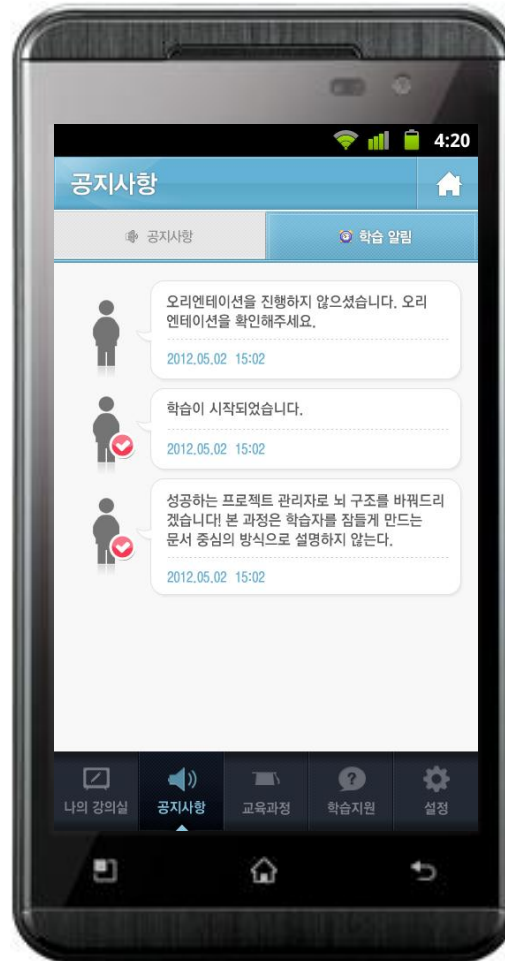 4:20
공지사항
공지사항
학습 알림
오리엔테이션을 진행하지 않으셨습니다. 오리
엔테이션을 확인해주세요.
2012.05.02 15:02
학습이 시작되었습니다.
2012.05.02 15:02
성공하는 프로젝트 관리자로 뇌 구조를 바꿔드리
겠습니다! 본 과정은 학습자를 잠들게 만드는
문서 중심의 방식으로 설명하지 않는다.
2012.05.02 15:02
나의 강의실 공지사항 교육과정 학습지원 설정